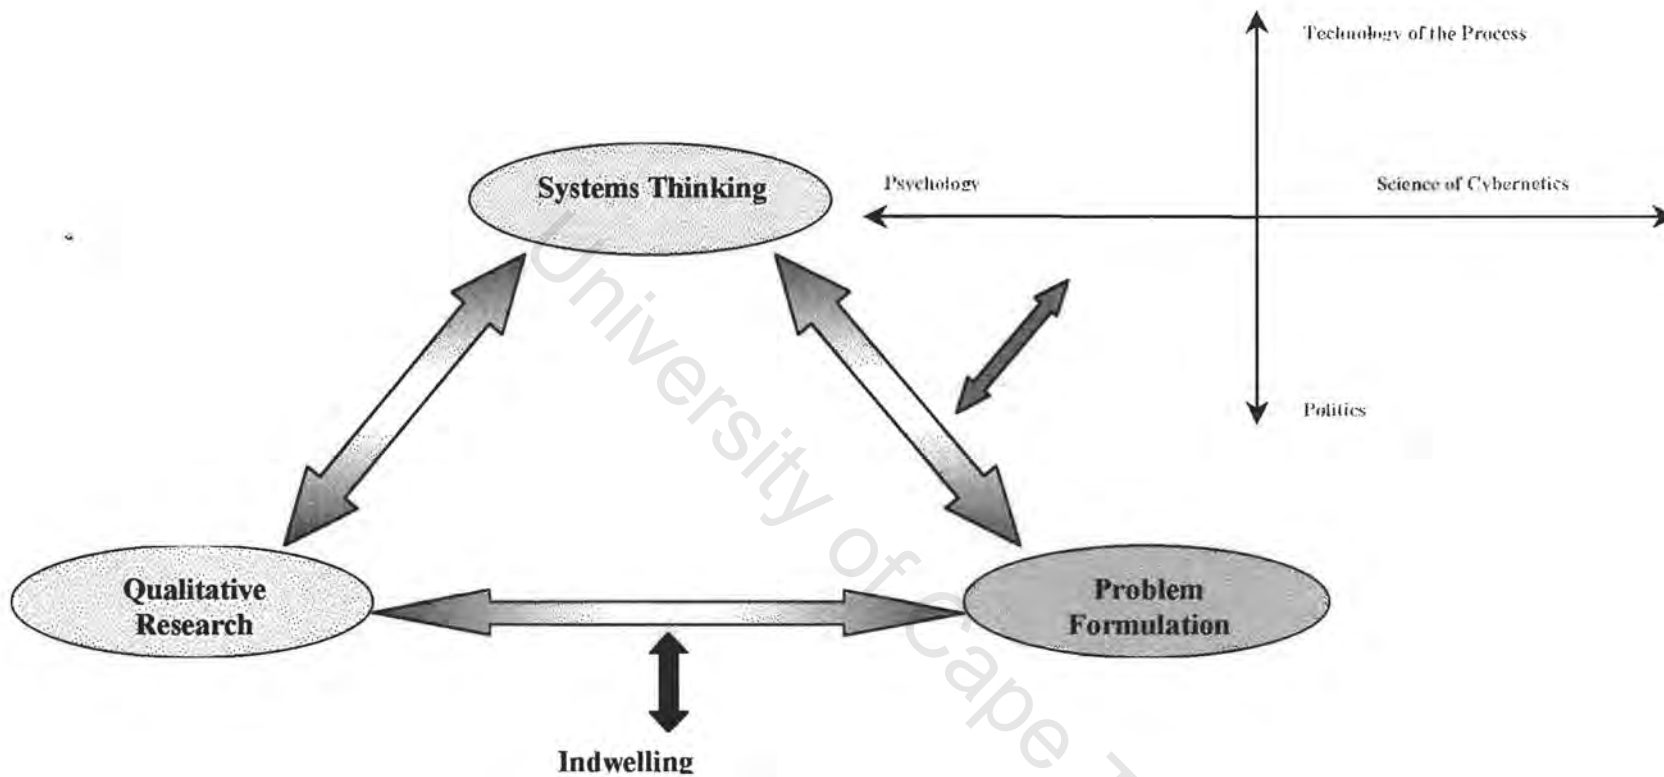 Technology of the Process
Systems Thinking
Psychology
Science of Cybernetics
Politics
Qualitative
Research
Problem
Formulation
Indwelling
University of Cape T